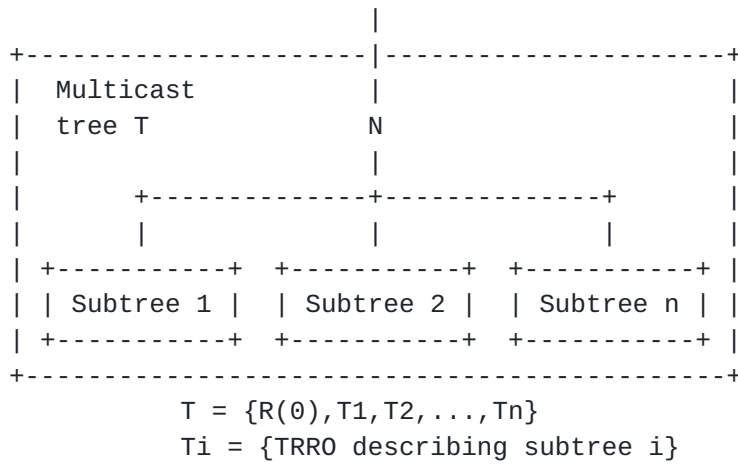 Multicast
tree T N
Subtree 1 Subtree 2 Subtree n
T = {R(0),T1,T2,...,Tn}
Ti = {TRRO describing subtree i}